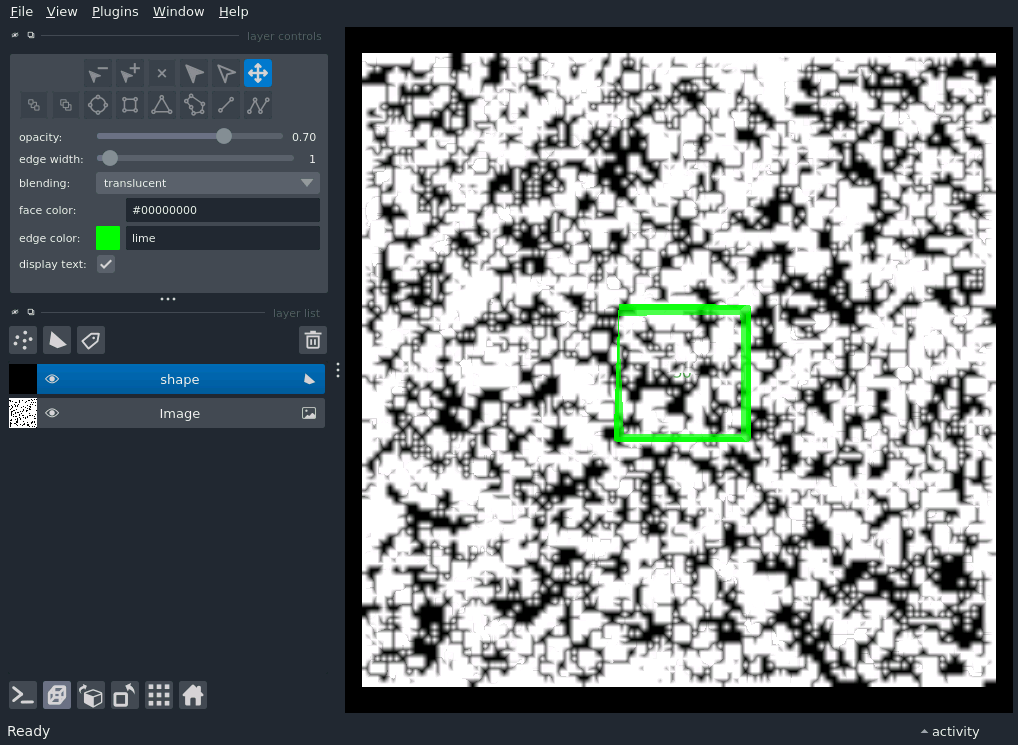 File View Plugins Window Help
layer controls
opacity: 0.70
edge width: 1
blending: translucent
face color: #00000000
edge color: lime
display text:
layer list
shape
Image
Ready
activity